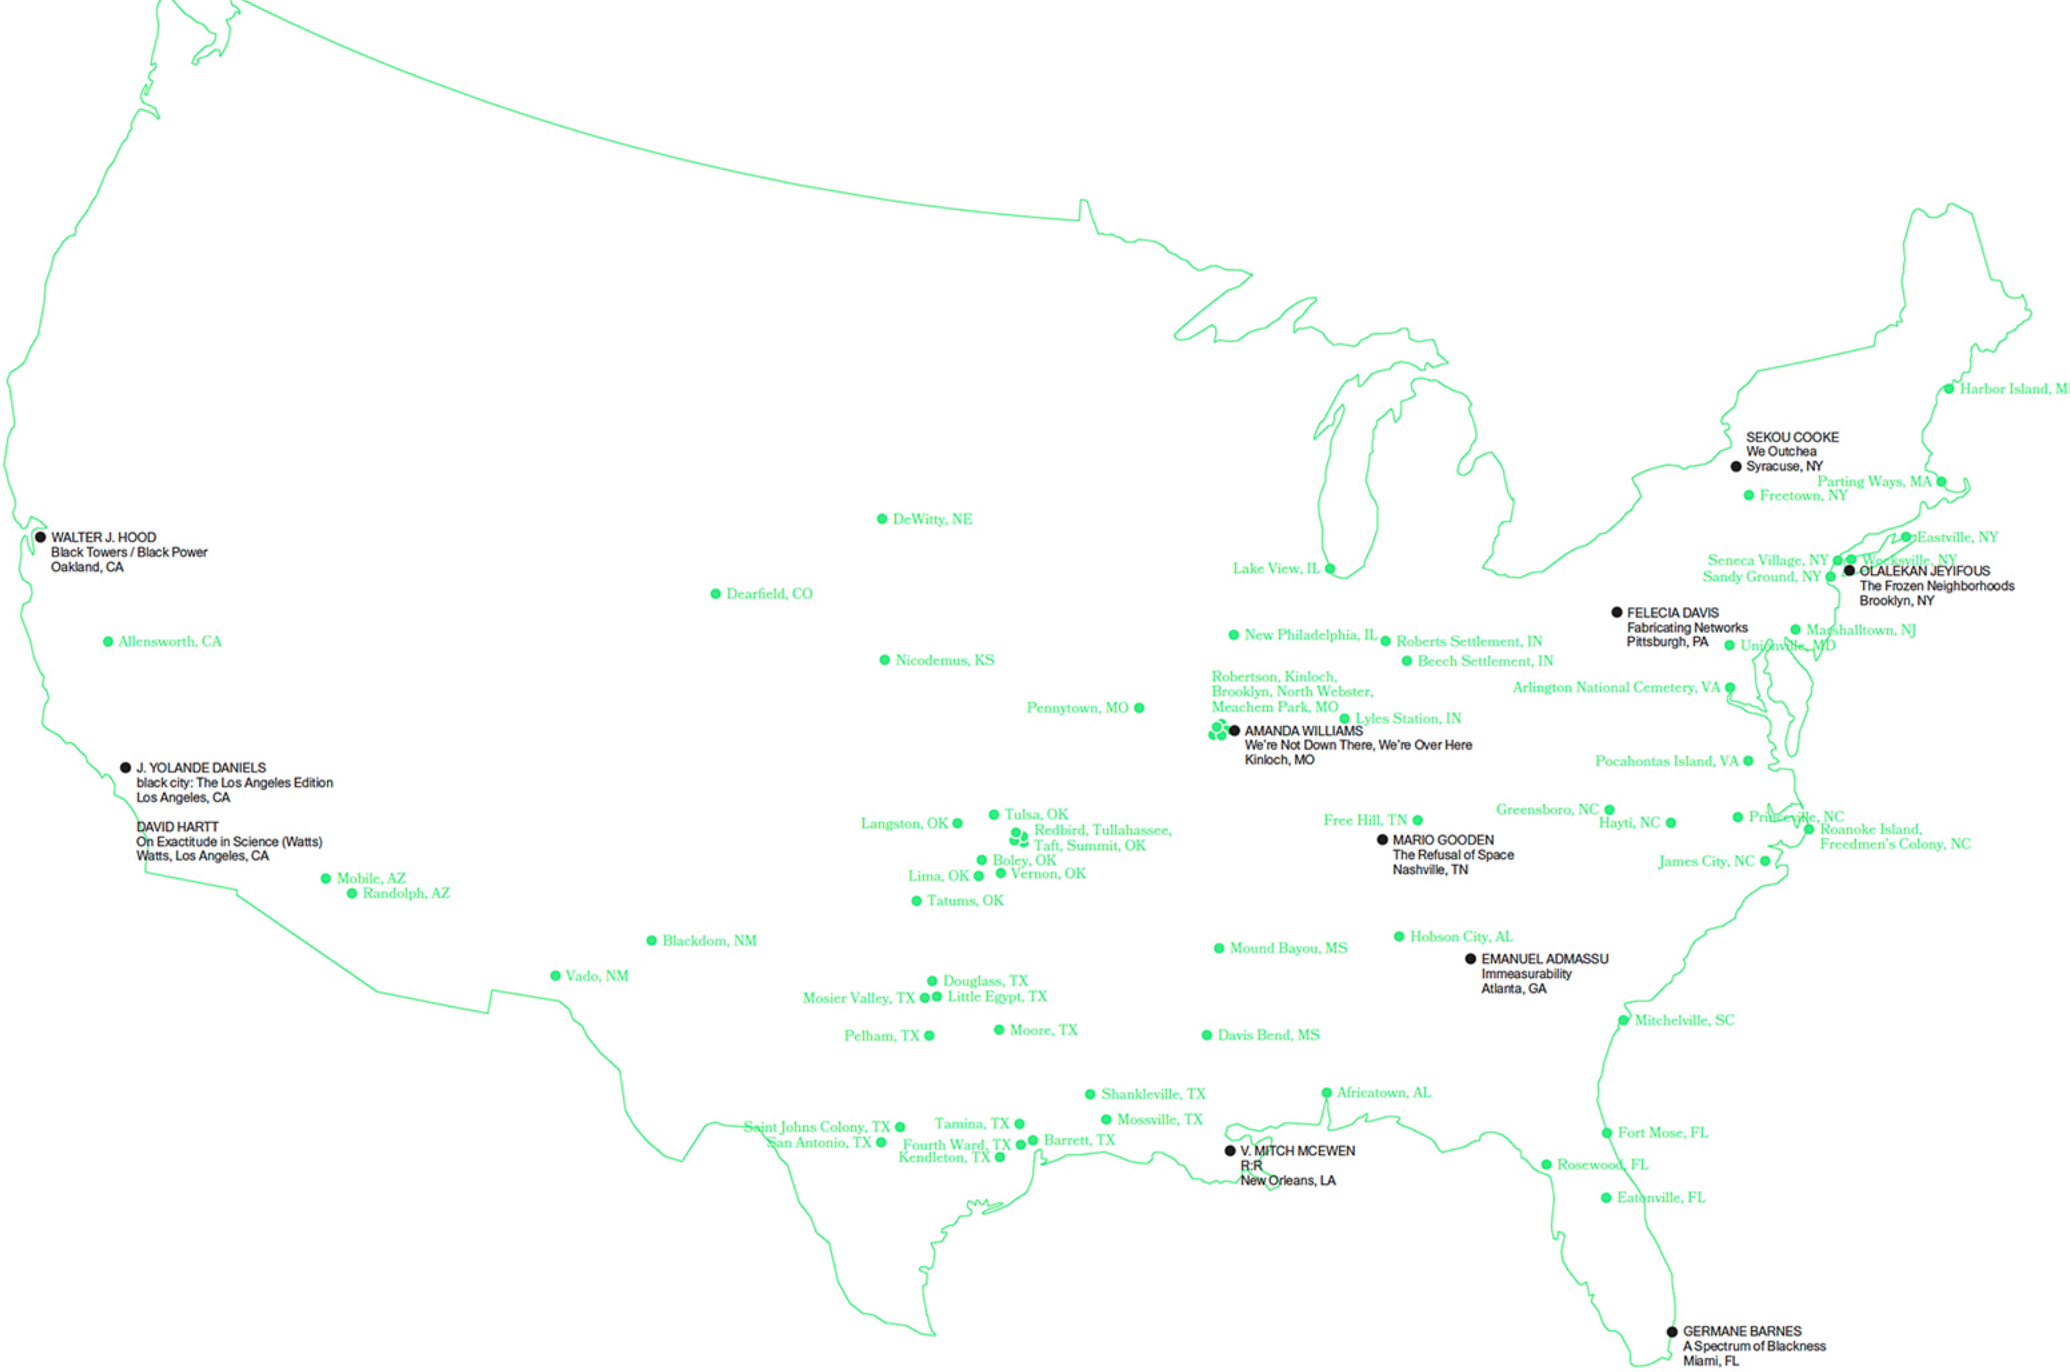 Harbor Island,
SEKOU COOKE
We Outchea
Syracuse, NY
Parting Ways, MA
Freetown, NY
DeWitty, NE
WALTER J. HOOD
Black Towers / Black Power
Oakland, CA
Eastville, NY
Seneca Village, NY
Weeksville, NY
Lake View, IL
Sandy Ground, NY
OLALEKAN JEYIFOUS
The Frozen Neighborhoods
Brooklyn, NY
Dearfield, CO
FELECIA DAVIS
Fabricating Networks
Pittsburgh, PA
Marshalltown, NJ
New Philadelphia, IL
Roberts Settlement, IN
Allensworth, CA
Unionville, MD
Nicodemus, KS
Beech Settlement, IN
Robertson, Kinloch,
Brooklyn, North Webster,
Meachem Park, MO
Arlington National Cemetery, VA
Pennytown, MO
Lyles Station, IN
AMANDA WILLIAMS
We're Not Down There, We're Over Here
Kinloch, MO
Pocahontas Island, VA
J. YOLANDE DANIELS
black city: The Los Angeles Edition
Los Angeles, CA
DAVID HARTT
On Exactitude in Science (Watts)
Watts, Los Angeles, CA
Tulsa, OK
Langston, OK
Redbird, Tullahassee,
Taft, Summit, OK
Free Hill, TN
Greensboro, NC
Hayti, NC
Princeville, NC
Roanoke Island,
Freedmen's Colony, NC
MARIO GOODEN
The Refusal of Space
Nashville, TN
Boley, OK
James City, NC
Lima, OK
Vernon, OK
Mobile, AZ
Randolph, AZ
Tatums, OK
Blackdom, NM
Hobson City, AL
Mound Bayou, MS
EMANUEL ADMASSU
Immeasurability
Atlanta, GA
Vado, NM
Douglass, TX
Mosier Valley, TX
Little Egypt, TX
Mitchelville, SC
Moore, TX
Pelham, TX
Davis Bend, MS
Shankleville, TX
Africatown, AL
Mossville, TX
Tamina, TX
Saint Johns Colony, TX
San Antonio, TX
Fourth Ward, TX
Barrett, TX
Kendleton, TX
Fort Mose, FL
V. MITCH MCEWEN
R:R
New Orleans, LA
Rosewood, FL
Eatonville, FL
GERMANE BARNES
A Spectrum of Blackness
Miami, FL